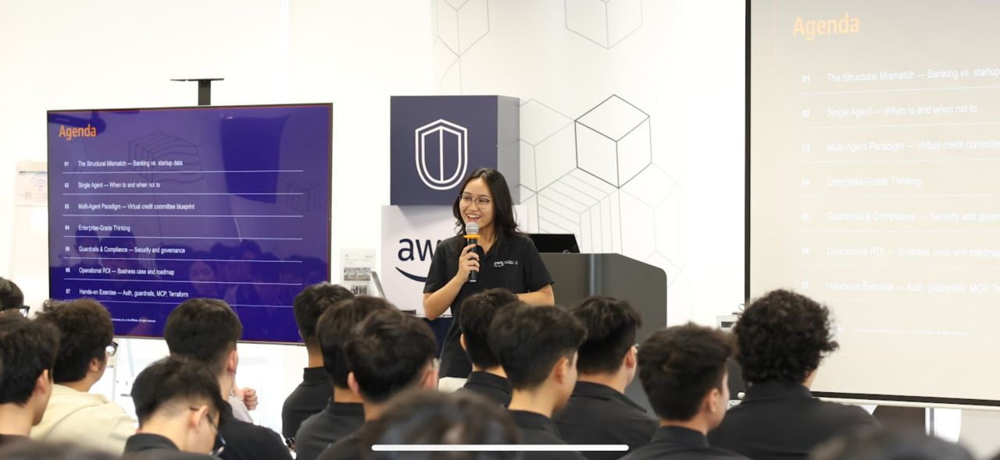 Agenda
01 The Structural Mismatch — Banking vs. startup data
02 Single Agent — When to and when not to
03 Multi-Agent Paradigm — Virtual credit committee blueprint
04 Enterprise-Grade Thinking
05 Guardrails & Compliance — Security and governance
06 Operational ROI — Business case and roadmap
07 Hands-on Exercise — Auth, guardrails, MCP, Terraform
aw
aws
Agenda
01 The Structural Mismatch — Banking vs. startup
02 Single Agent — When to and when not to
03 Multi-Agent Paradigm — Virtual credit committe
04 Enterprise-Grade Thinking
05 Guardrails & Compliance — Security and gover
06 Operational ROI — Business case and roadma
07 Hands-on Exercise — Auth, guardrails, MCP, Te